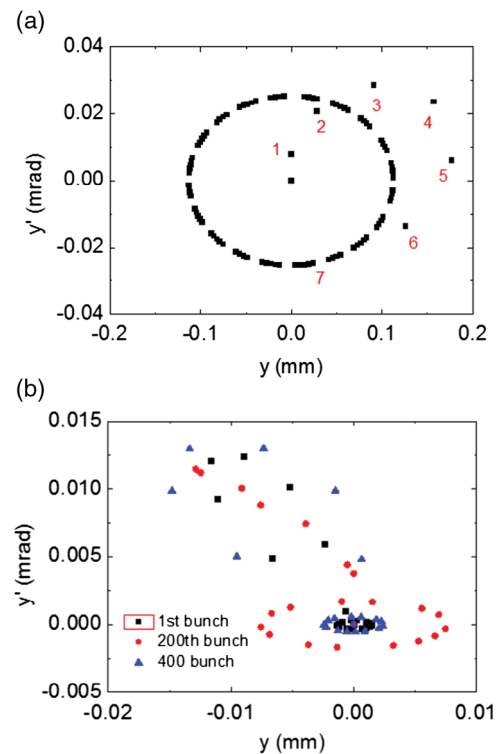 (a)
0.04
0.02
0.00
-0.02
-0.04
y' (mrad)
1
2
3
4
5
6
7
-0.2
-0.1
0.0
0.1
0.2
y (mm)
(b)
0.015
0.010
0.005
0.000
-0.005
y' (mrad)
1st bunch
200th bunch
400 bunch
-0.02
-0.01
0.00
0.01
y (mm)